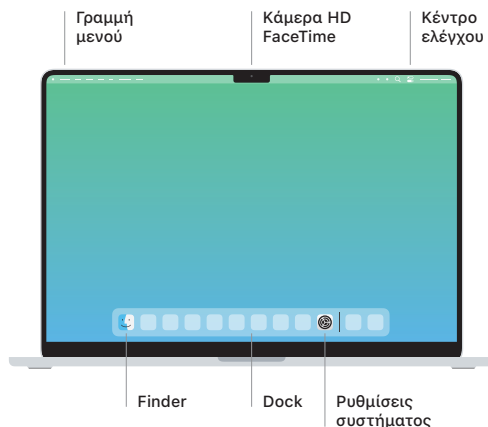 Γραμμή
μενού
Κάμερα HD
FaceTime
Κέντρο
ελέγχου
Finder
Dock
Ρυθμίσεις
συστήματος